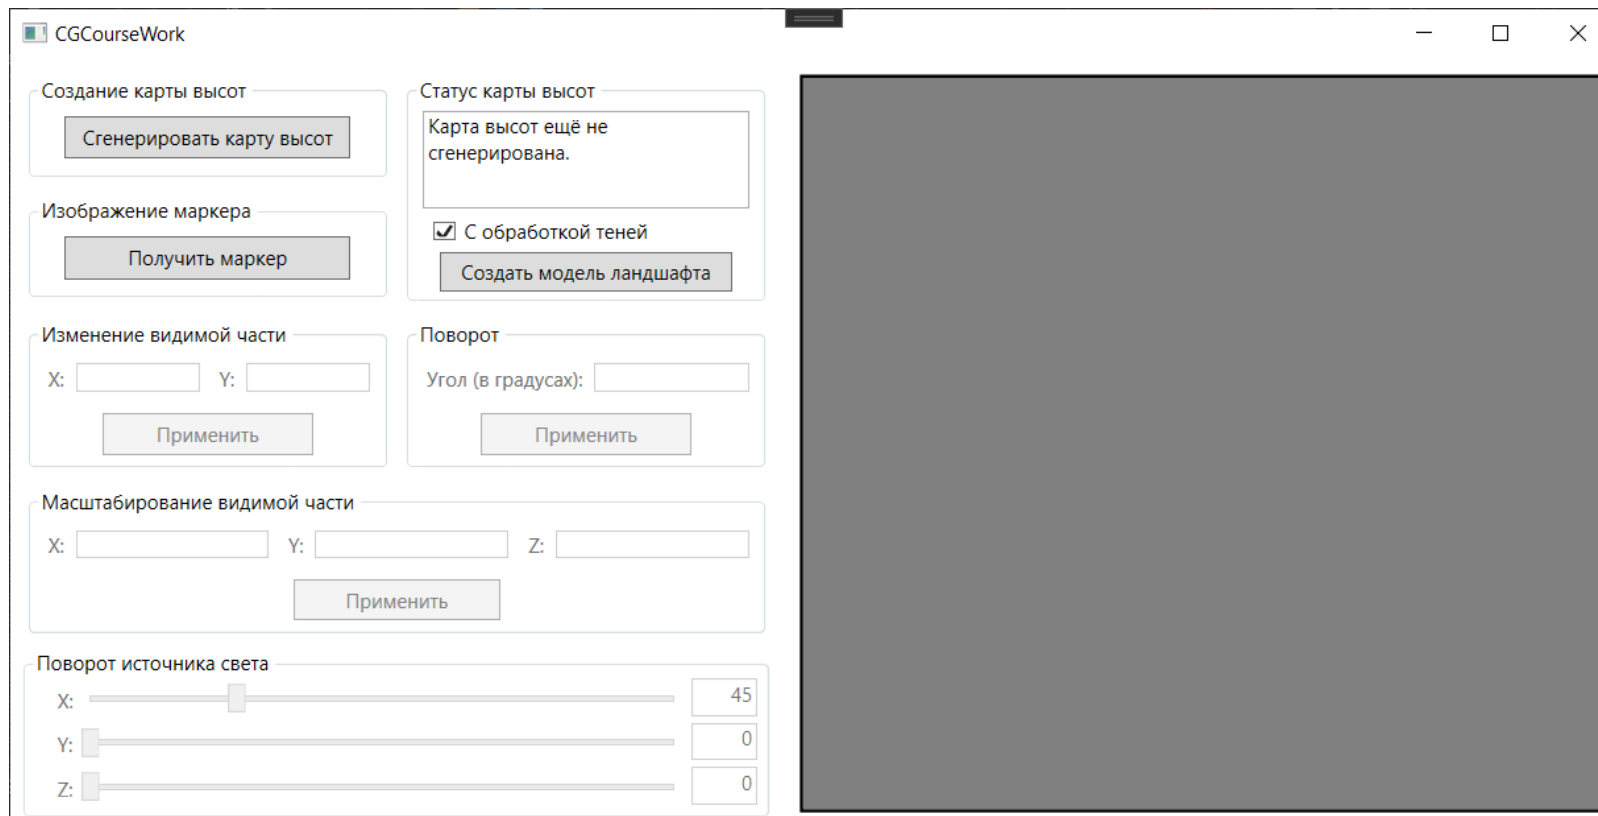 CGCourseWork
Создание карты высот
Сгенерировать карту высот
Изображение маркера
Получить маркер
Статус карты высот
Карта высот ещё не
сгенерирована.
С обработкой теней
Создать модель ландшафта
Изменение видимой части
X: Y:
Применить
Поворот
Угол (в градусах):
Применить
Масштабирование видимой части
X: Y: Z:
Применить
Поворот источника света
X: 45
Y: 0
Z: 0